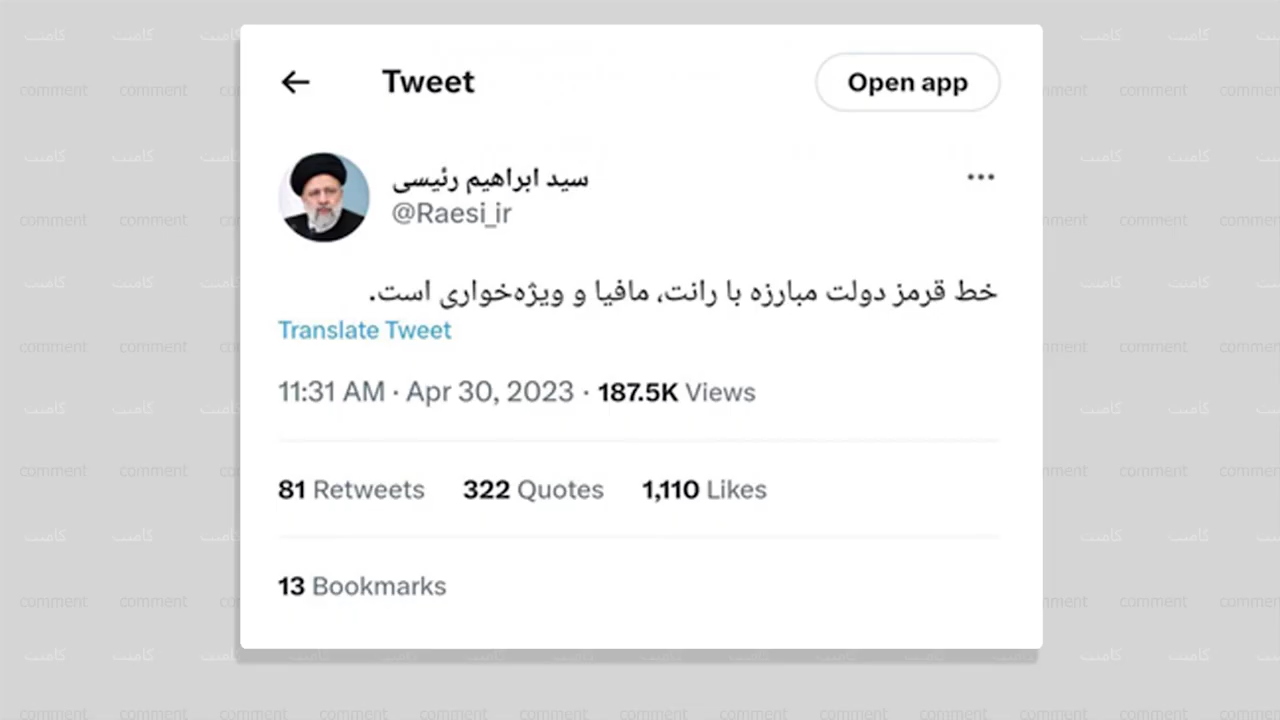 Tweet
Open app
سید ابراهیم رئیسی
@Raesi_ir
خط قرمز دولت مبارزه با رانت، مافیا و ویژه‌خواری است.
Translate Tweet
11:31 AM · Apr 30, 2023 · 187.5K Views
81 Retweets 322 Quotes 1,110 Likes
13 Bookmarks